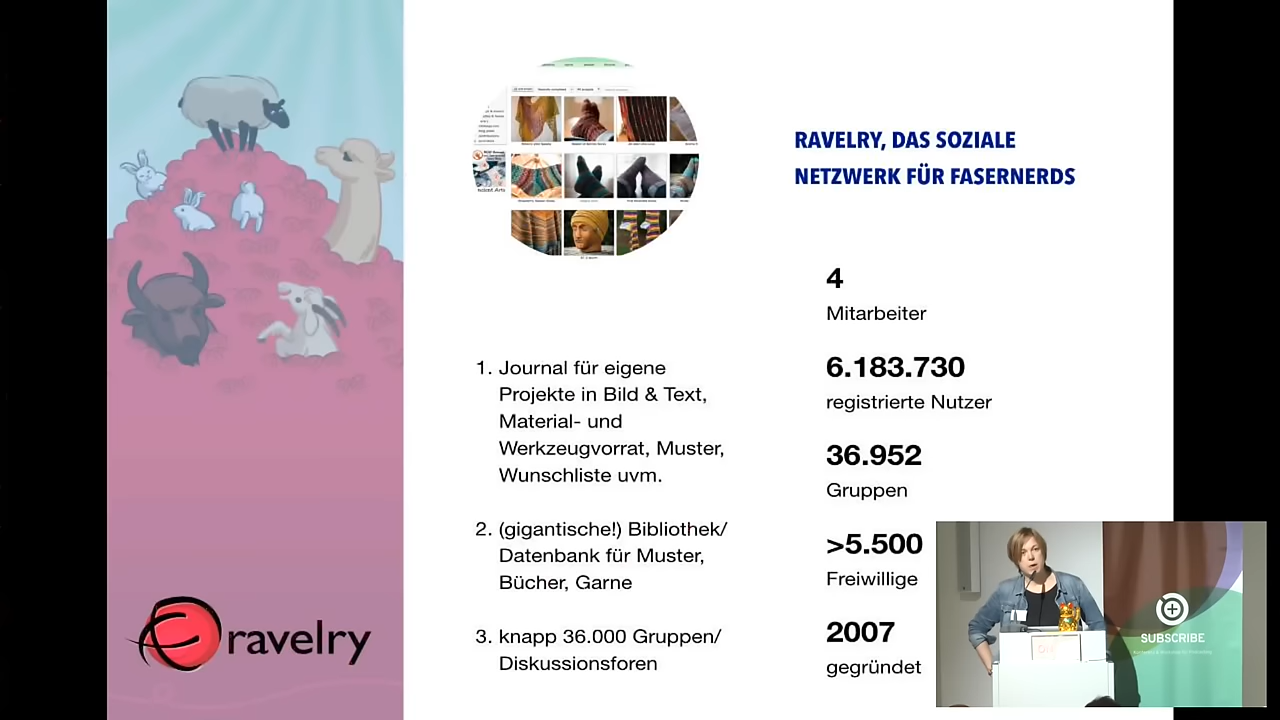 RAVELRY, DAS SOZIALE
NETZWERK FÜR FASERNERDS
4
Mitarbeiter
6.183.730
registrierte Nutzer
36.952
Gruppen
>5.500
Freiwillige
2007
gegründet
1. Journal für eigene
Projekte in Bild & Text,
Material- und
Werkzeugvorrat, Muster,
Wunschliste uvm.
2. (gigantische!) Bibliothek/
Datenbank für Muster,
Bücher, Garne
3. knapp 36.000 Gruppen/
Diskussionsforen
ravelry
SUBSCRIBE